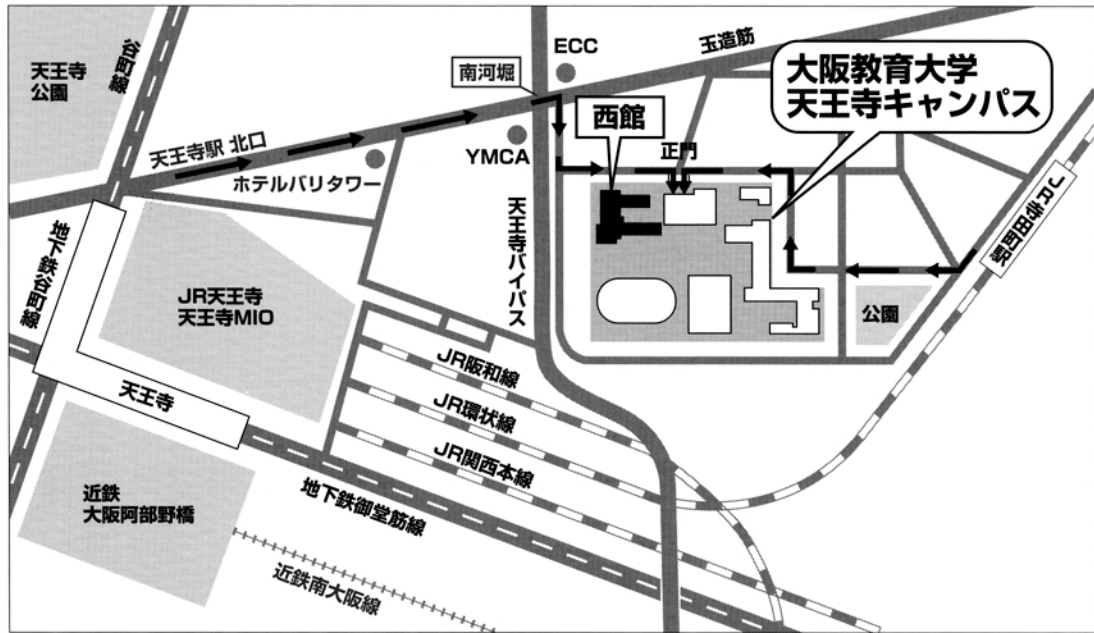 谷町線
天王寺
公園
天王寺駅 北口
ホテルバリタワー
南河堀
ECC
YMCA
玉造筋
大阪教育大学
天王寺キャンパス
西館
正門
JR寺田町駅
公園
天王寺バイパス
地下鉄谷町線
JR天王寺
天王寺MIO
天王寺
JR阪和線
JR環状線
JR関西本線
地下鉄御堂筋線
近鉄
大阪阿部野橋
近鉄南大阪線